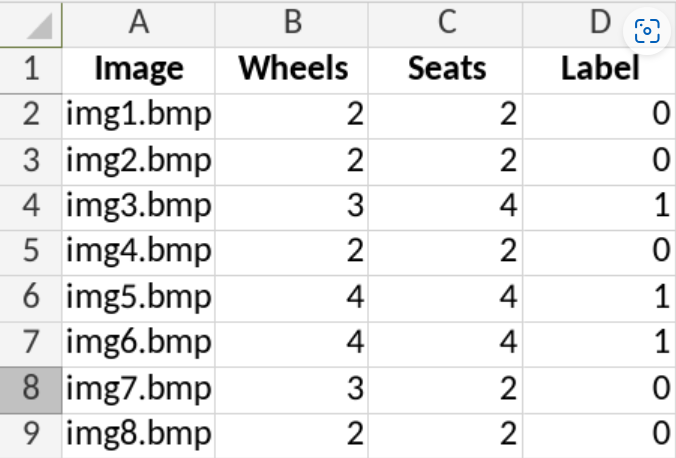 A B C D
1 Image Wheels Seats Label
2 img1.bmp 2 2 0
3 img2.bmp 2 2 0
4 img3.bmp 3 4 1
5 img4.bmp 2 2 0
6 img5.bmp 4 4 1
7 img6.bmp 4 4 1
8 img7.bmp 3 2 0
9 img8.bmp 2 2 0